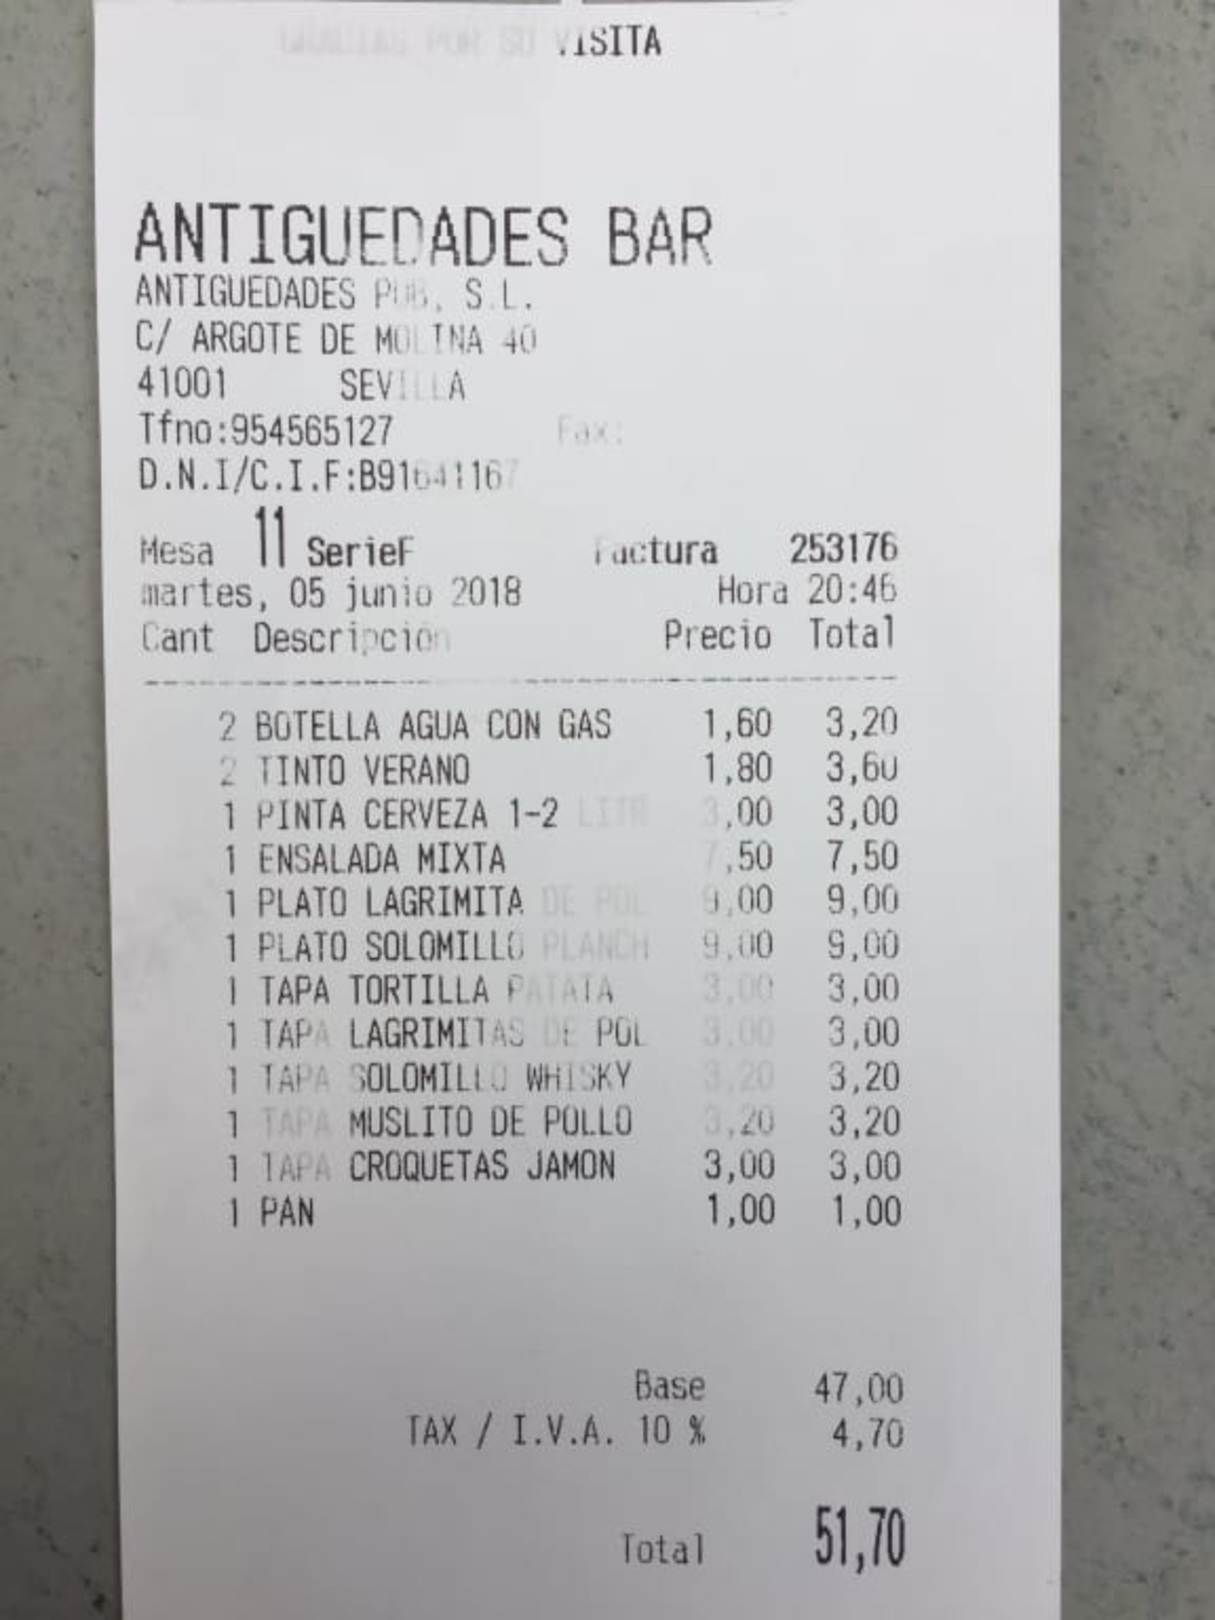 GRACIAS POR SU VISITA
ANTIGUEDADES BAR
ANTIGUEDADES PUB, S.L.
C/ ARGOTE DE MOLINA 40
41001 SEVILLA
Tfno:954565127 Fax:
D.N.I/C.I.F:B91641167
Mesa 11 SerieF Factura 253176
martes, 05 junio 2018 Hora 20:46
Cant Descripción Precio Total
2 BOTELLA AGUA CON GAS 1,60 3,20
2 TINTO VERANO 1,80 3,60
1 PINTA CERVEZA 1-2 LITR 3,00 3,00
1 ENSALADA MIXTA 7,50 7,50
1 PLATO LAGRIMITA DE POL 9,00 9,00
1 PLATO SOLOMILLO PLANCH 9,00 9,00
1 TAPA TORTILLA PATATA 3,00 3,00
1 TAPA LAGRIMITAS DE POL 3,00 3,00
1 TAPA SOLOMILLO WHISKY 3,20 3,20
1 TAPA MUSLITO DE POLLO 3,20 3,20
1 TAPA CROQUETAS JAMON 3,00 3,00
1 PAN 1,00 1,00
Base 47,00
TAX / I.V.A. 10 % 4,70
Total 51,70